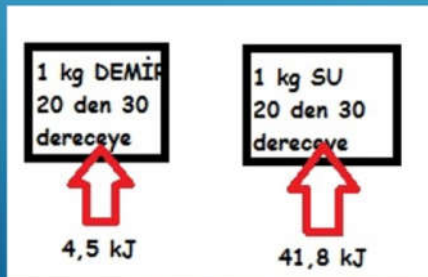 1 kg DEMİR
20 den 30
dereceye
4,5 kJ
1 kg SU
20 den 30
dereceye
41,8 kJ